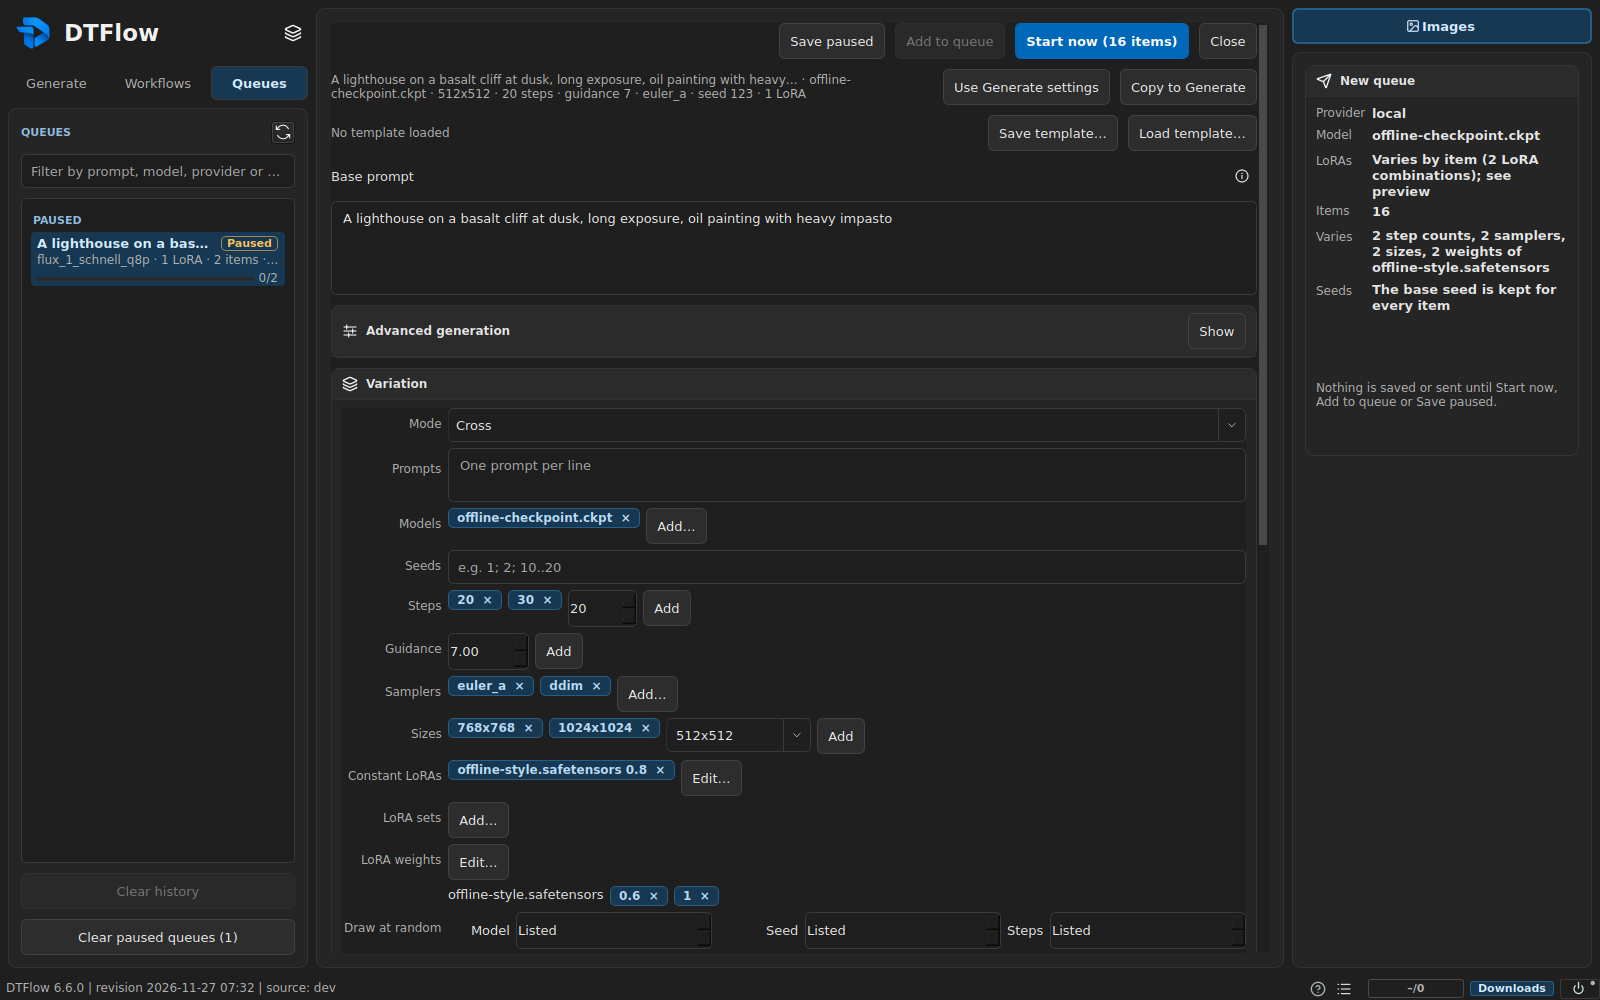 DTFlow
Generate
Workflows
Queues
QUEUES
Filter by prompt, model, provider or ...
PAUSED
A lighthouse on a bas...
Paused
flux_1_schnell_q8p · 1 LoRA · 2 items ·...
0/2
Clear history
Clear paused queues (1)
Save paused
Add to queue
Start now (16 items)
Close
A lighthouse on a basalt cliff at dusk, long exposure, oil painting with heavy... · offline-
checkpoint.ckpt · 512x512 · 20 steps · guidance 7 · euler_a · seed 123 · 1 LoRA
Use Generate settings
Copy to Generate
No template loaded
Save template...
Load template...
Base prompt
A lighthouse on a basalt cliff at dusk, long exposure, oil painting with heavy impasto
Advanced generation
Show
Variation
Mode
Cross
Prompts
One prompt per line
Models
offline-checkpoint.ckpt ×
Add...
Seeds
e.g. 1; 2; 10..20
Steps
20 ×
30 ×
20
Add
Guidance
7.00
Add
Samplers
euler_a ×
ddim ×
Add...
Sizes
768x768 ×
1024x1024 ×
512x512
Add
Constant LoRAs
offline-style.safetensors 0.8 ×
Edit...
LoRA sets
Add...
LoRA weights
Edit...
offline-style.safetensors
0.6 ×
1 ×
Draw at random
Model
Listed
Seed
Listed
Steps
Listed
Images
New queue
Provider
local
Model
offline-checkpoint.ckpt
LoRAs
Varies by item (2 LoRA
combinations); see
preview
Items
16
Varies
2 step counts, 2 samplers,
2 sizes, 2 weights of
offline-style.safetensors
Seeds
The base seed is kept for
every item
Nothing is saved or sent until Start now,
Add to queue or Save paused.
DTFlow 6.6.0 | revision 2026-11-27 07:32 | source: dev
–/0
Downloads